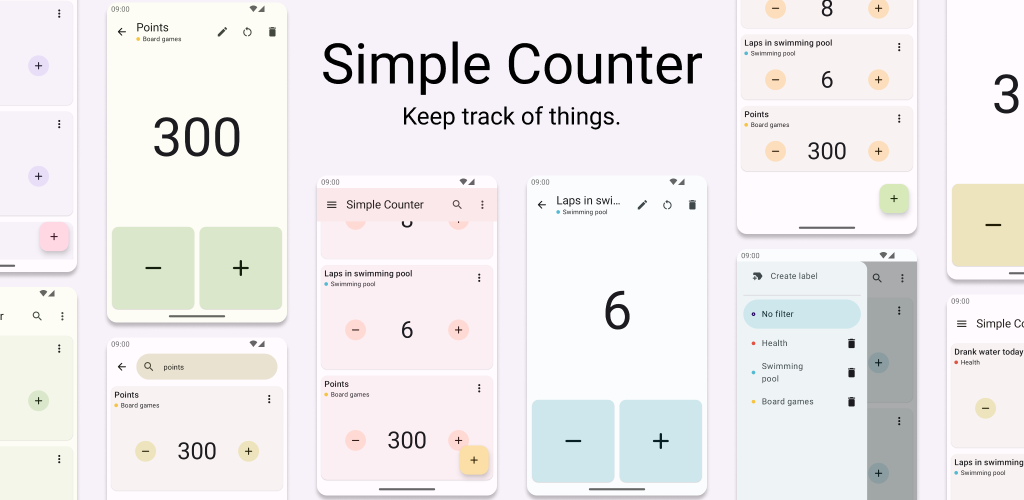 Simple Counter
Keep track of things.
r
09:00
Points
Board games
300
−
+
09:00
points
Points
Board games
300
09:00
Simple Counter
Laps in swimming pool
Swimming pool
6
Points
Board games
300
09:00
Laps in swi...
Swimming pool
6
−
+
8
Laps in swimming pool
Swimming pool
6
Points
Board games
300
09:00
Create label
No filter
Health
Swimming
pool
Board games
3
−
09:00
Simple Co
Drank water today
Health
Laps in swimming
Swimming pool